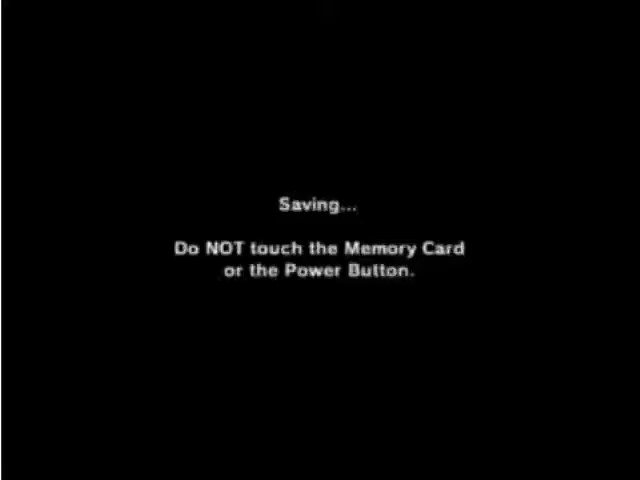 Saving...
Do NOT touch the Memory Card
or the Power Button.